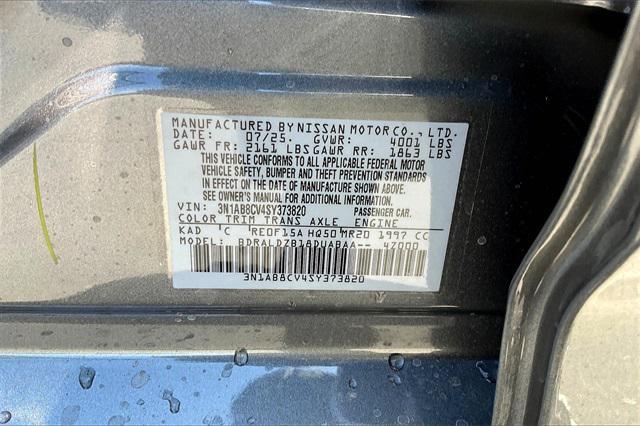 MANUFACTURED BY NISSAN MOTOR CO., LTD.
DATE: 07/25. GVWR: 4001 LBS
GAWR FR: 2161 LBS GAWR RR: 1863 LBS
THIS VEHICLE CONFORMS TO ALL APPLICABLE FEDERAL MOTOR
VEHICLE SAFETY, BUMPER AND THEFT PREVENTION STANDARDS
IN EFFECT ON THE DATE OF MANUFACTURE SHOWN ABOVE.
SEE OWNER'S MANUAL FOR ADDITIONAL INFORMATION.
VIN: 3N1AB8CV4SY373820 PASSENGER CAR.
COLOR TRIM TRANS AXLE ENGINE
KAD C RE0F15A HQ50 MR20 1997 CC
MODEL: BDRALDZB18DUABAA-- 4Z000
3N1AB8CV4SY373820